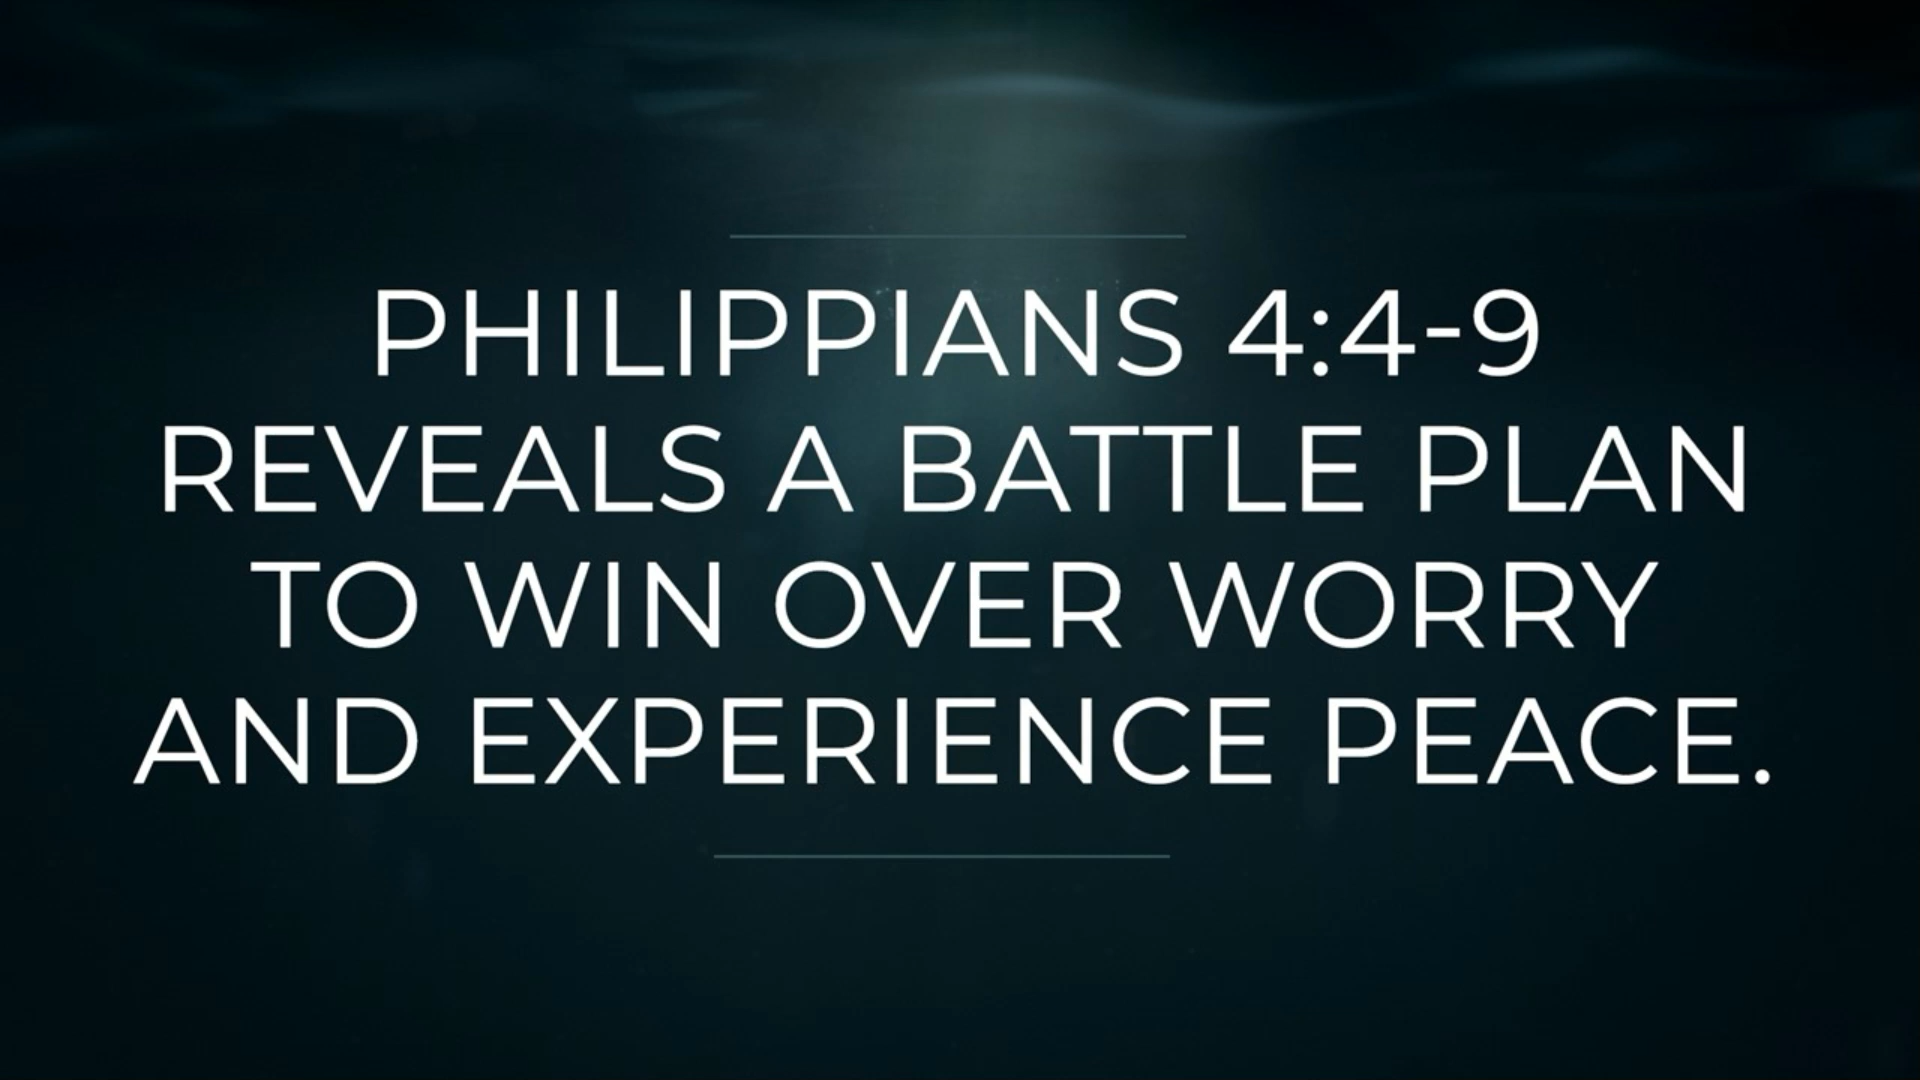 PHILIPPIANS 4:4-9
REVEALS A BATTLE PLAN
TO WIN OVER WORRY
AND EXPERIENCE PEACE.